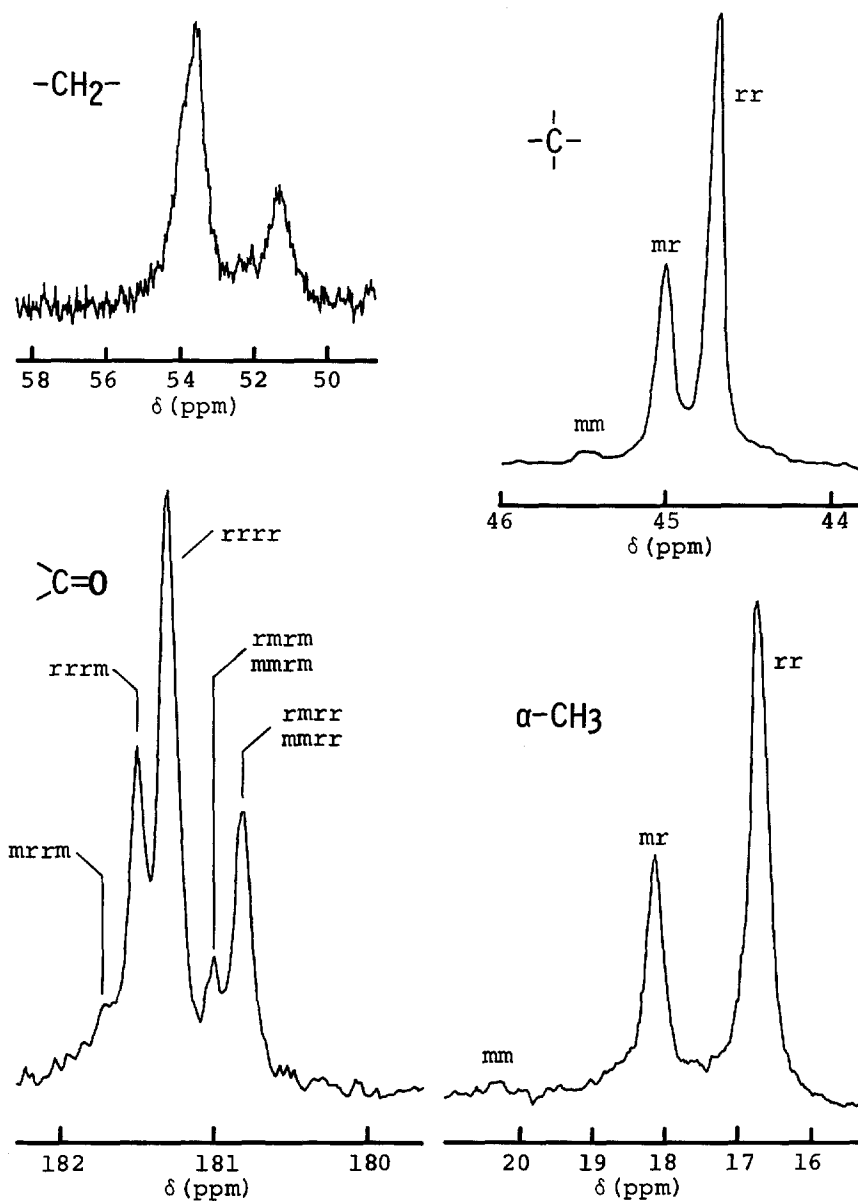 -CH2-
58 56 54 52 50
δ (ppm)
-C-
rr
mr
mm
46 45 44
δ (ppm)
>C=O
rrrr
rmrm
mmrm
rrrm
rmrr
mmrr
mrrm
182 181 180
δ (ppm)
α-CH3
rr
mr
mm
20 19 18 17 16
δ (ppm)